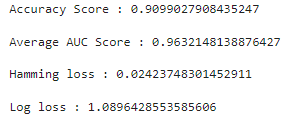 Accuracy Score : 0.9099027908435247
Average AUC Score : 0.9632148138876427
Hamming loss : 0.02423748301452911
Log loss : 1.0896428553585606